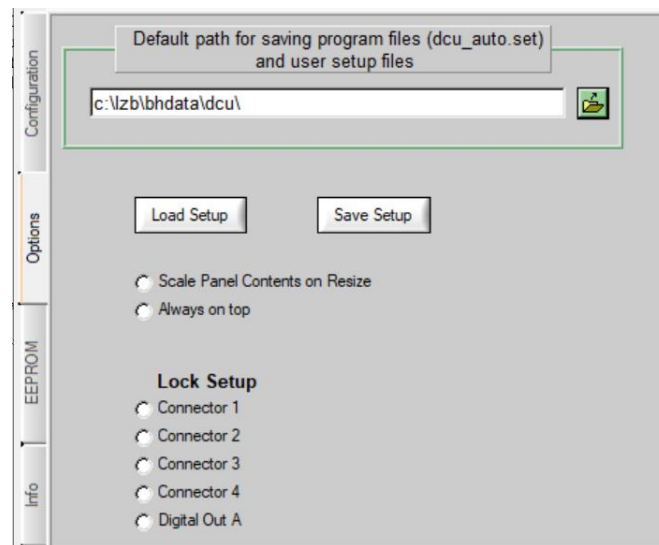 Default path for saving program files (dcu_auto.set)
and user setup files
c:\lzb\bhdata\dcu\
Configuration
Load Setup
Save Setup
Options
Scale Panel Contents on Resize
Always on top
EEPROM
Lock Setup
Connector 1
Connector 2
Connector 3
Connector 4
Info
Digital Out A